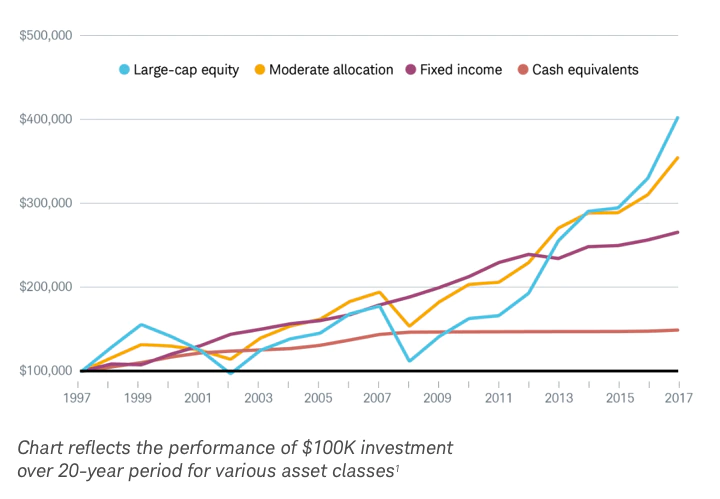 $500,000
Large-cap equity Moderate allocation Fixed income Cash equivalents
$400,000
$300,000
$200,000
$100,000
1997 1999 2001 2003 2005 2007 2009 2011 2013 2015 2017
Chart reflects the performance of $100K investment
over 20-year period for various asset classes¹